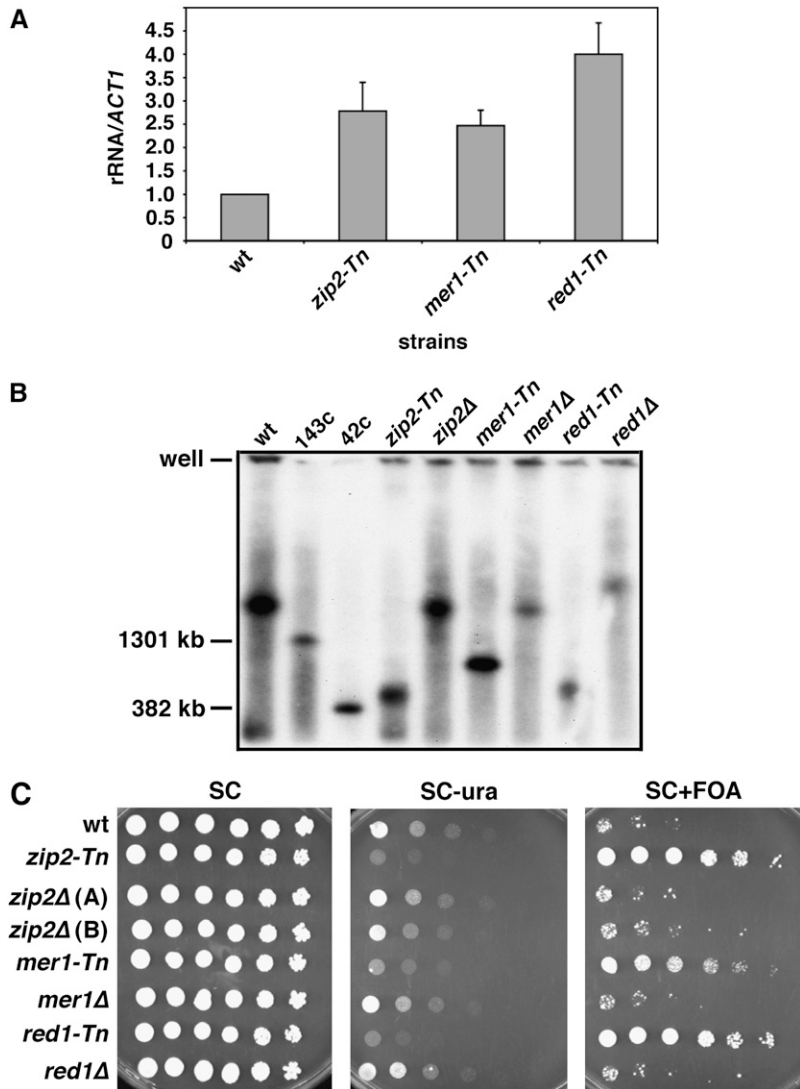 A
rRNA/ACT1
4.5
4.0
3.5
3.0
2.5
2.0
1.5
1.0
0.5
0
wt
zip2-Tn
mer1-Tn
red1-Tn
strains
B
wt
143c
42c
zip2-Tn
zip2Δ
mer1-Tn
mer1Δ
red1-Tn
red1Δ
well
1301 kb
382 kb
C
SC
SC-ura
SC+FOA
wt
zip2-Tn
zip2Δ (A)
zip2Δ (B)
mer1-Tn
mer1Δ
red1-Tn
red1Δ